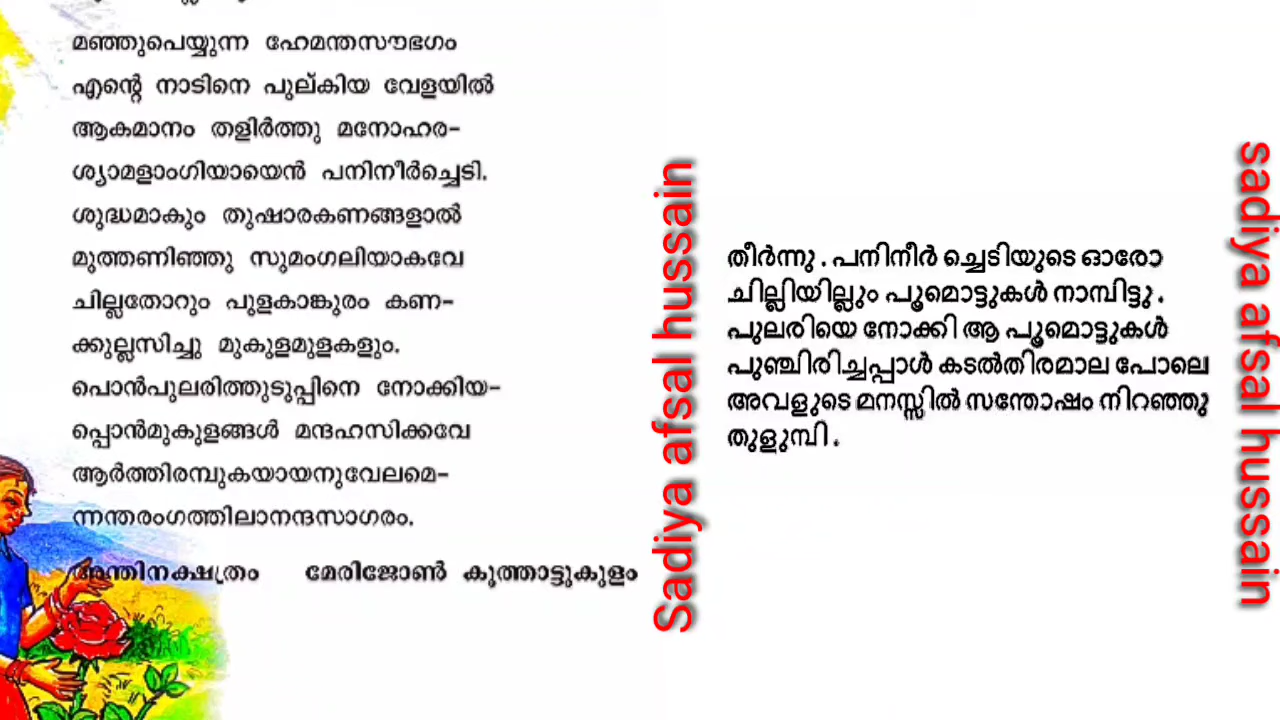 മഞ്ഞുപെയ്യുന്ന ഹേമന്തസൗഭഗം
എന്റെ നാടിനെ പുല്കിയ വേളയിൽ
ആകമാനം തളിർത്തു മനോഹര-
ശ്യാമളാംഗിയായെൻ പനിനീർച്ചെടി.
ശുദ്ധമാകും തുഷാരകണങ്ങളാൽ
മുത്തണിഞ്ഞു സുമംഗലിയാകവേ
ചില്ലതോറും പുളകാങ്കുരം കണ-
ക്കുല്ലസിച്ചു മുകുളമുളകളും.
പൊൻപുലരിത്തുടുപ്പിനെ നോക്കിയ-
പ്പൊൻമുകുളങ്ങൾ മന്ദഹസിക്കവേ
ആർത്തിരമ്പുകയായനുവേലമെ-
ന്നന്തരംഗത്തിലാനന്ദസാഗരം.
അന്തിനക്ഷത്രം മേരിജോൺ കൂത്താട്ടുകുളം
Sadiya afsal hussain
തീർന്നു . പനിനീർ ച്ചെടിയുടെ ഓരോ
ചില്ലിയില്ലും പൂമൊട്ടുകൾ നാമ്പിട്ടു .
പുലരിയെ നോക്കി ആ പൂമൊട്ടുകൾ
പുഞ്ചിരിച്ചപ്പാൾ കടൽതിരമാല പോലെ
അവളുടെ മനസ്സിൽ സന്തോഷം നിറഞ്ഞു
തുളുമ്പി .
sadiya afsal hussain